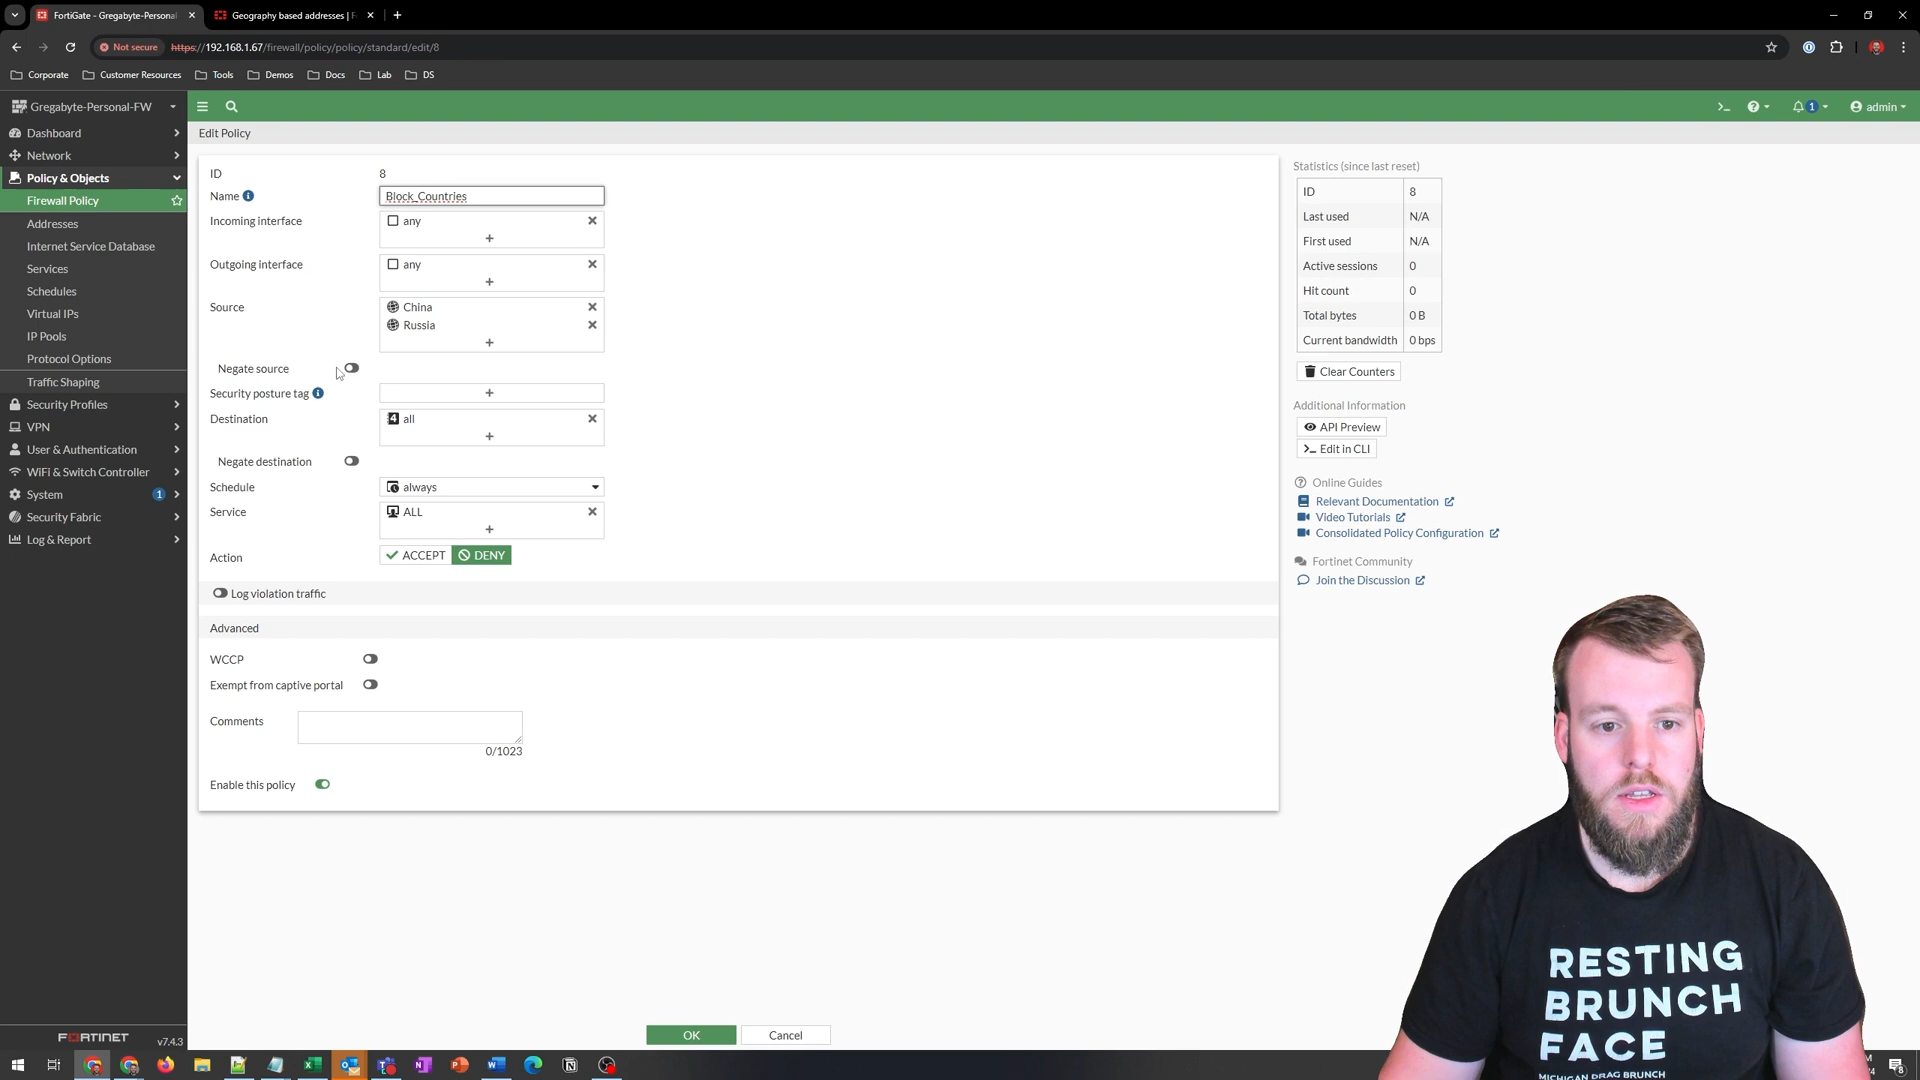 FortiGate - Gregabyte-Personal
Geography based addresses | F
Not secure https://192.168.1.67/firewall/policy/policy/standard/edit/8
Corporate Customer Resources Tools Demos Docs Lab DS
Gregabyte-Personal-FW
1 admin
Dashboard
Network
Policy & Objects
Firewall Policy
Addresses
Internet Service Database
Services
Schedules
Virtual IPs
IP Pools
Protocol Options
Traffic Shaping
Security Profiles
VPN
User & Authentication
WiFi & Switch Controller
System 1
Security Fabric
Log & Report
FORTINET v7.4.3
Edit Policy
ID 8
Name Block_Countries
Incoming interface any
Outgoing interface any
Source China
Russia
Negate source
Security posture tag
Destination all
Negate destination
Schedule always
Service ALL
Action ACCEPT DENY
Log violation traffic
Advanced
WCCP
Exempt from captive portal
Comments
0/1023
Enable this policy
OK Cancel
Statistics (since last reset)
ID 8
Last used N/A
First used N/A
Active sessions 0
Hit count 0
Total bytes 0 B
Current bandwidth 0 bps
Clear Counters
Additional Information
API Preview
>_ Edit in CLI
Online Guides
Relevant Documentation
Video Tutorials
Consolidated Policy Configuration
Fortinet Community
Join the Discussion
RESTING
BRUNCH
FACE
MICHIGAN DRAG BRUNCH